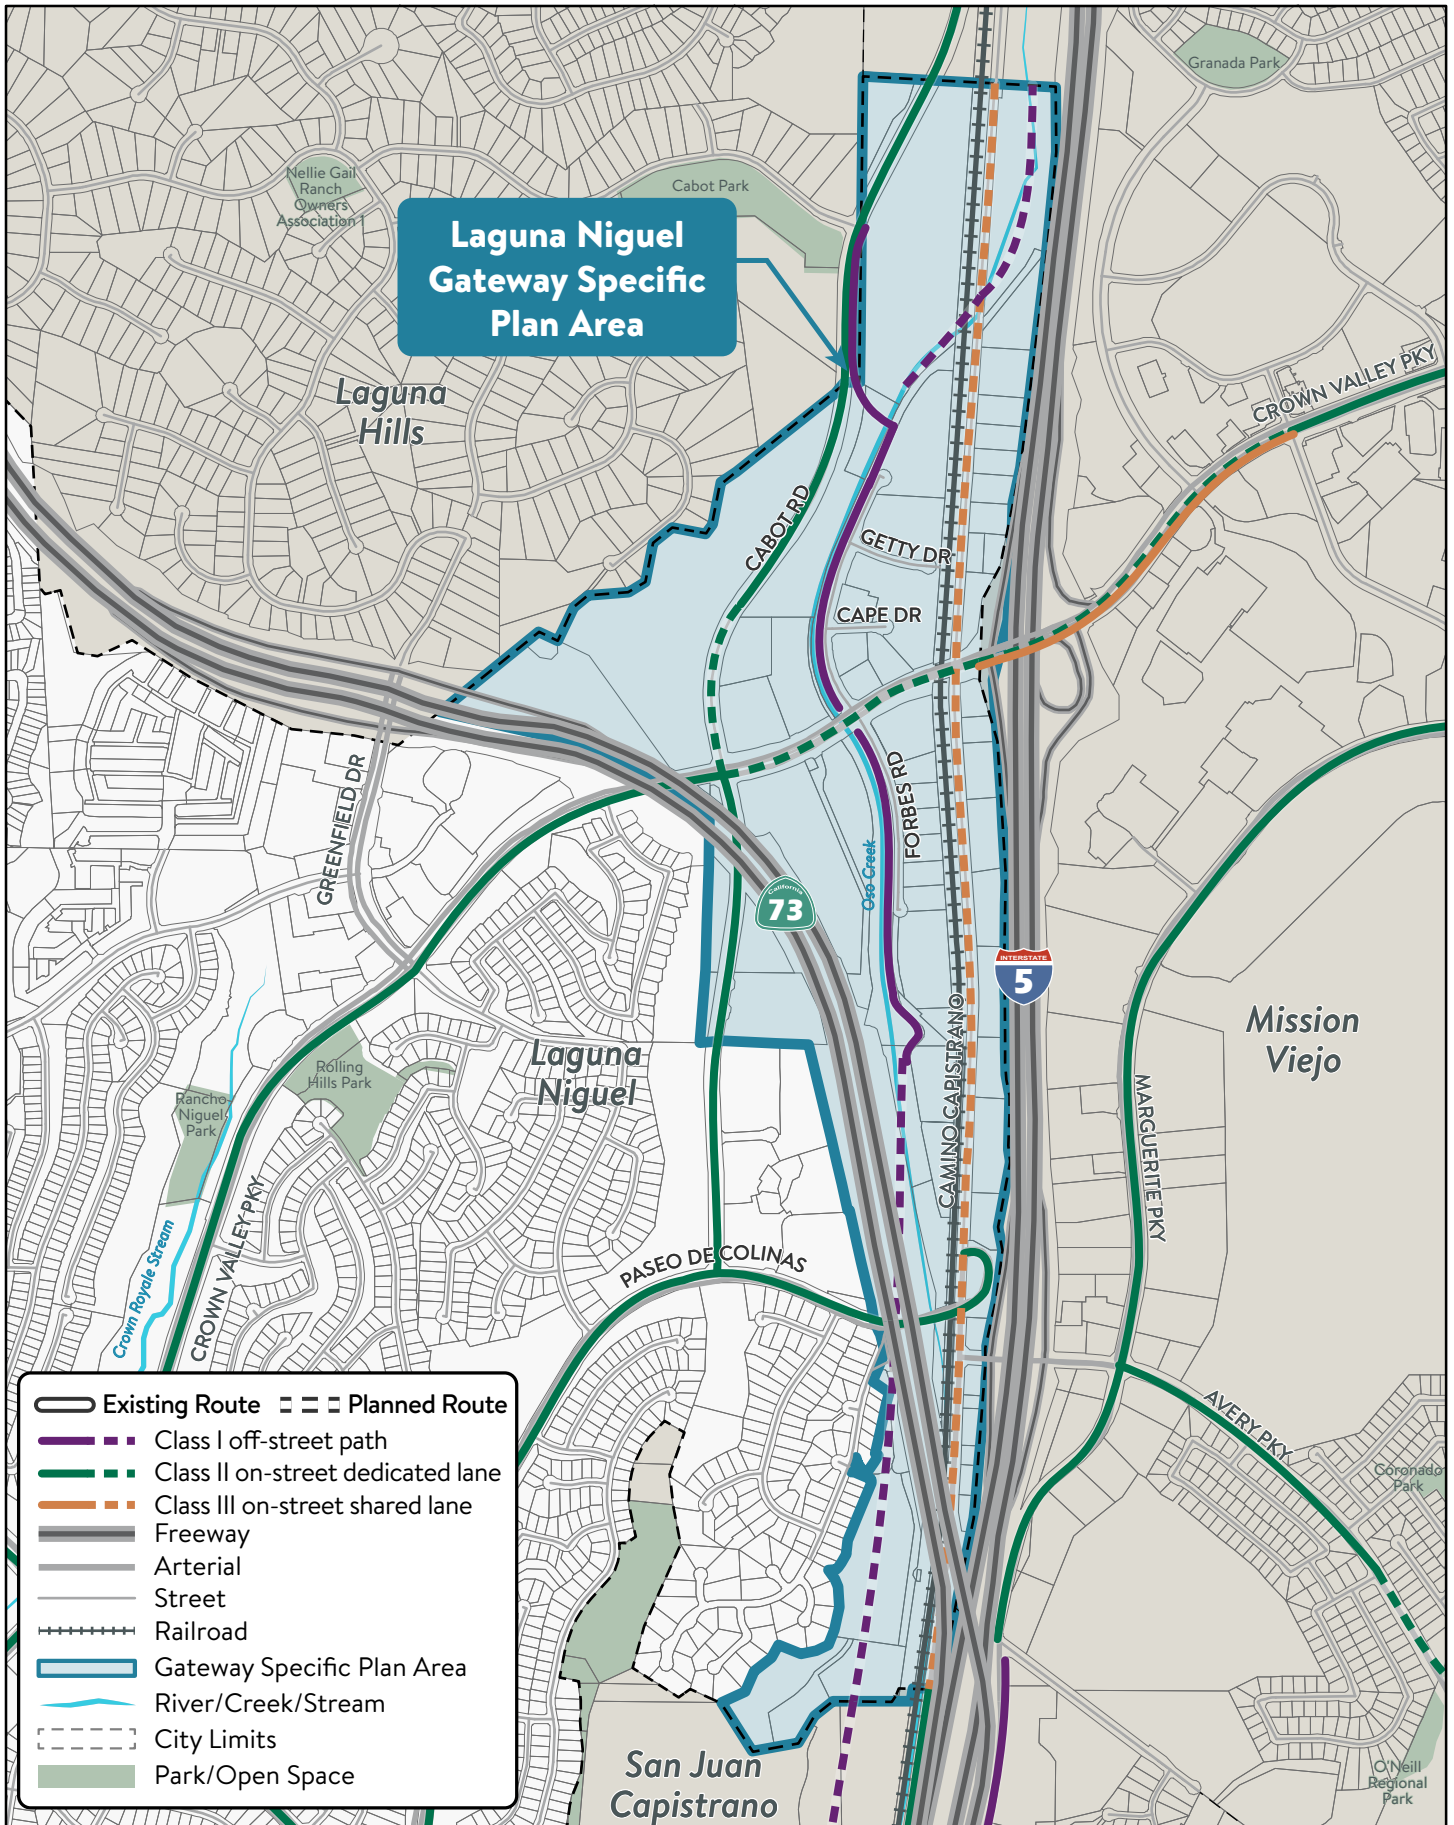 Granada Park
Nellie Gail
Ranch
Owners
Association 1
Cabot Park
Laguna Niguel
Gateway Specific
Plan Area
Laguna
Hills
CROWN VALLEY PKY
CABOT RD
GETTY DR
CAPE DR
GREENFIELD DR
FORBES RD
Oso Creek
California
73
INTERSTATE
5
Mission
Viejo
Laguna
Niguel
Rolling
Hills Park
Rancho
Niguel
Park
CAMINO CAPISTRANO
MARGUERITE PKY
Crown Royale Stream
CROWN VALLEY PKY
PASEO DE COLINAS
AVERY PKY
Coronado
Park
Existing Route
Planned Route
Class I off-street path
Class II on-street dedicated lane
Class III on-street shared lane
Freeway
Arterial
Street
Railroad
Gateway Specific Plan Area
River/Creek/Stream
City Limits
Park/Open Space
San Juan
Capistrano
O'Neill
Regional
Park